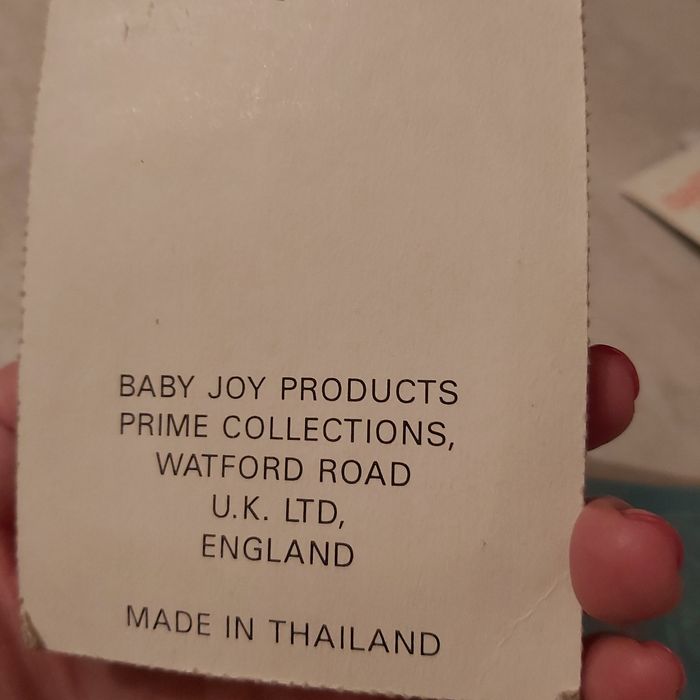 BABY JOY PRODUCTS
PRIME COLLECTIONS,
WATFORD ROAD
U.K. LTD,
ENGLAND
MADE IN THAILAND